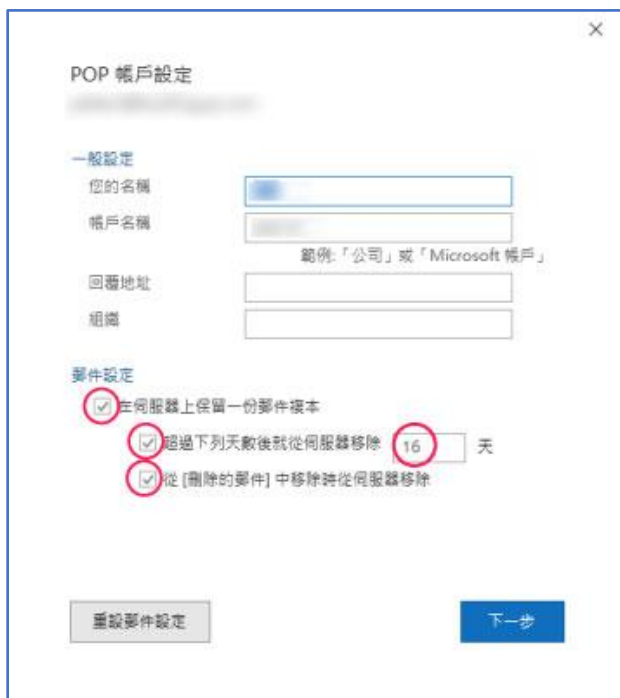 POP 帳戶設定
一般設定
您的名稱
帳戶名稱
範例:「公司」或「Microsoft 帳戶」
回覆地址
組織
郵件設定
在伺服器上保留一份郵件複本
超過下列天數後就從伺服器移除 16 天
從 [刪除的郵件] 中移除時從伺服器移除
重設郵件設定 下一步